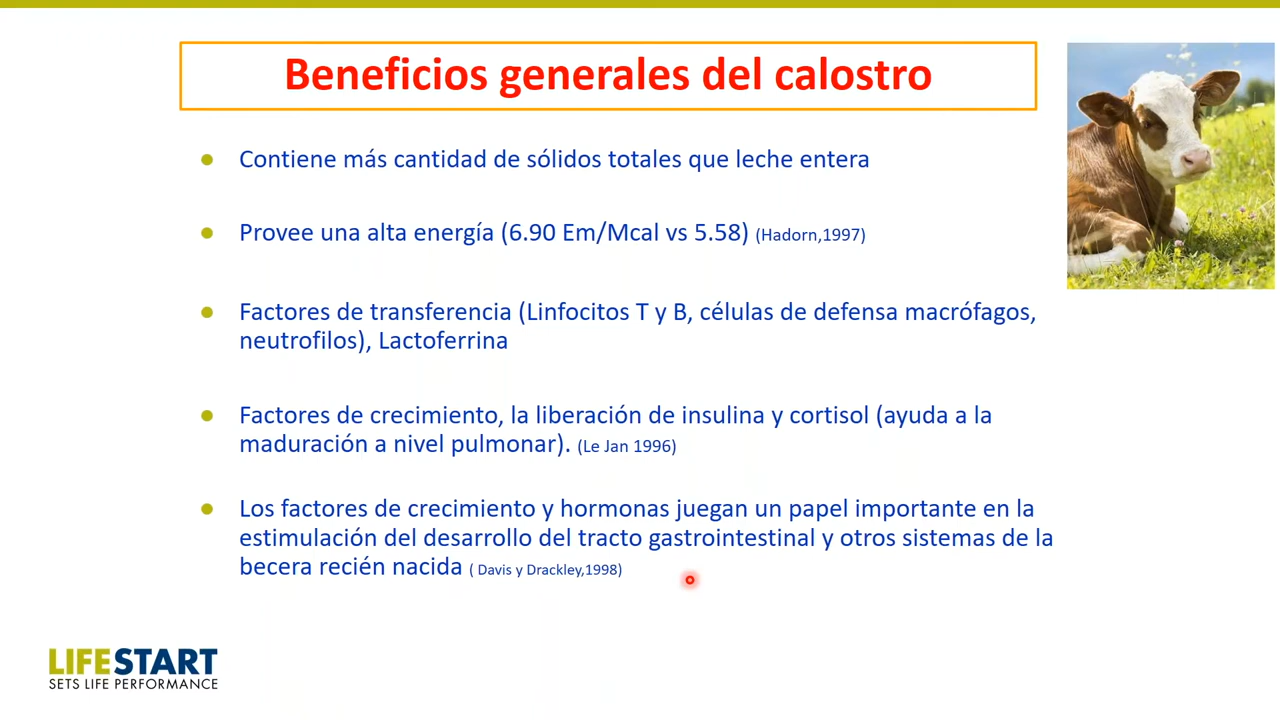 Beneficios generales del calostro
Contiene más cantidad de sólidos totales que leche entera
Provee una alta energía (6.90 Em/Mcal vs 5.58) (Hadorn,1997)
Factores de transferencia (Linfocitos T y B, células de defensa macrófagos,
neutrofilos), Lactoferrina
Factores de crecimiento, la liberación de insulina y cortisol (ayuda a la
maduración a nivel pulmonar). (Le Jan 1996)
Los factores de crecimiento y hormonas juegan un papel importante en la
estimulación del desarrollo del tracto gastrointestinal y otros sistemas de la
becera recién nacida ( Davis y Drackley,1998)
LIFESTART
SETS LIFE PERFORMANCE